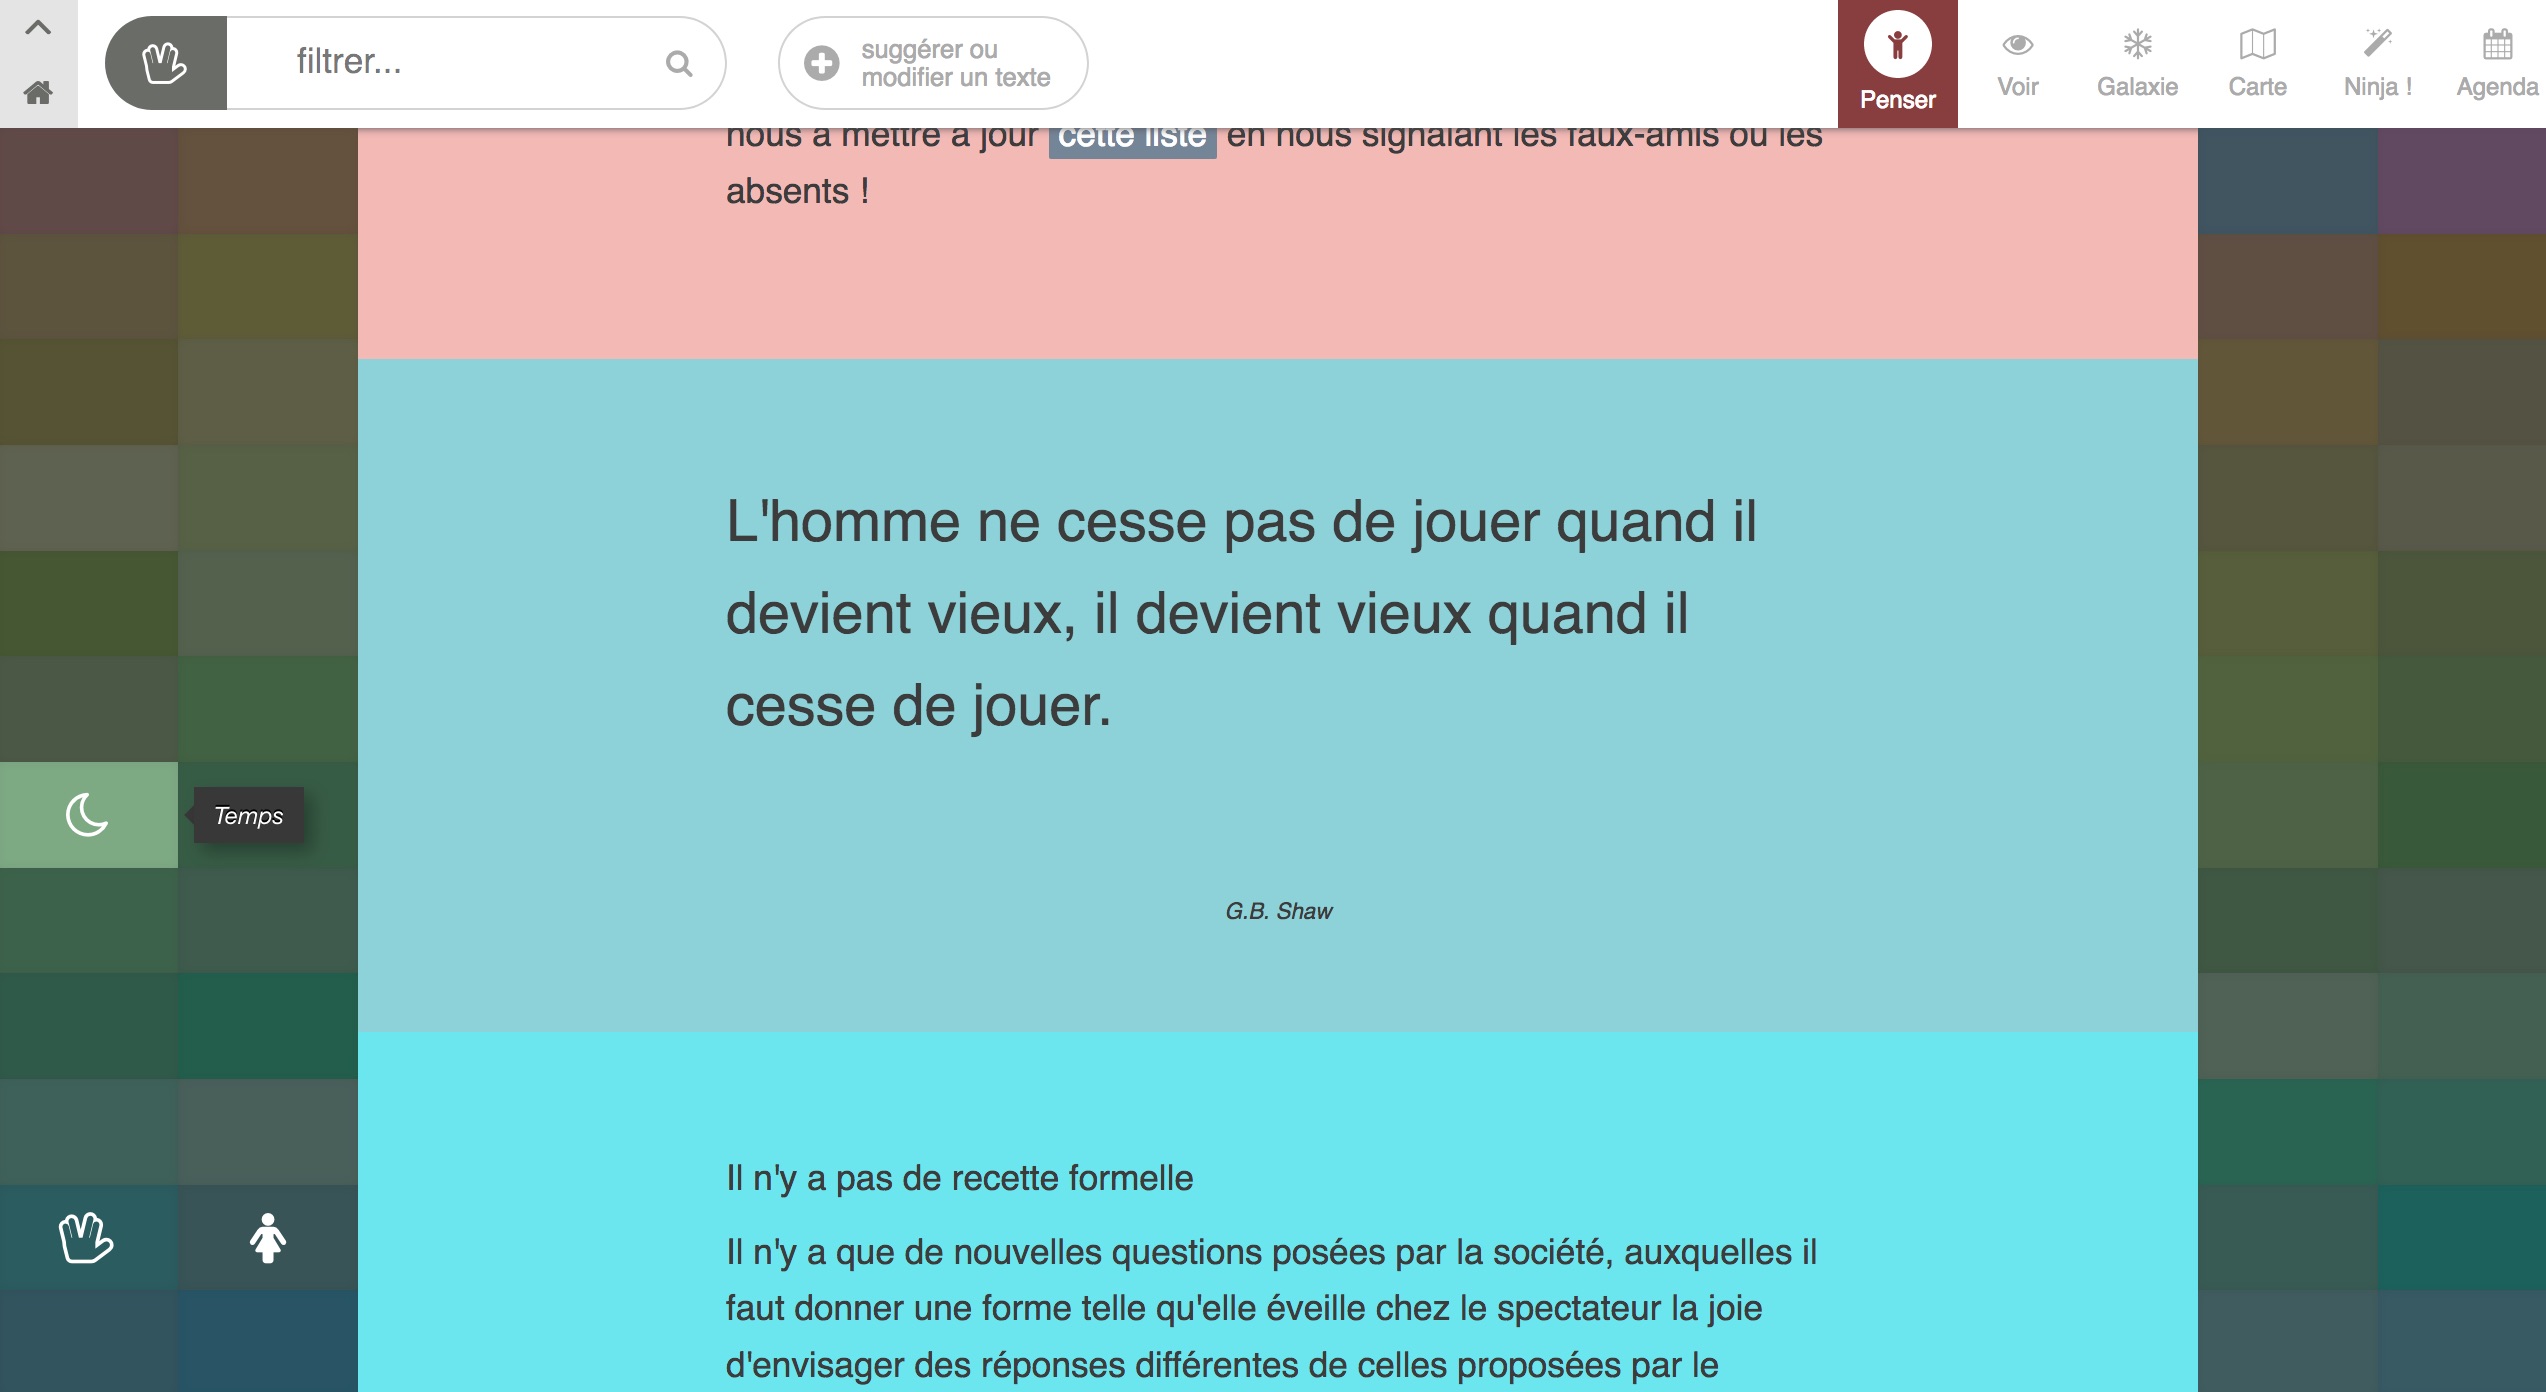 filtrer...
suggérer ou
modifier un texte
Penser
Voir
Galaxie
Carte
Ninja !
Agenda
nous à mettre à jour cette liste en nous signalant les faux-amis ou les
absents !
L'homme ne cesse pas de jouer quand il
devient vieux, il devient vieux quand il
cesse de jouer.
Temps
G.B. Shaw
Il n'y a pas de recette formelle
Il n'y a que de nouvelles questions posées par la société, auxquelles il
faut donner une forme telle qu'elle éveille chez le spectateur la joie
d'envisager des réponses différentes de celles proposées par le